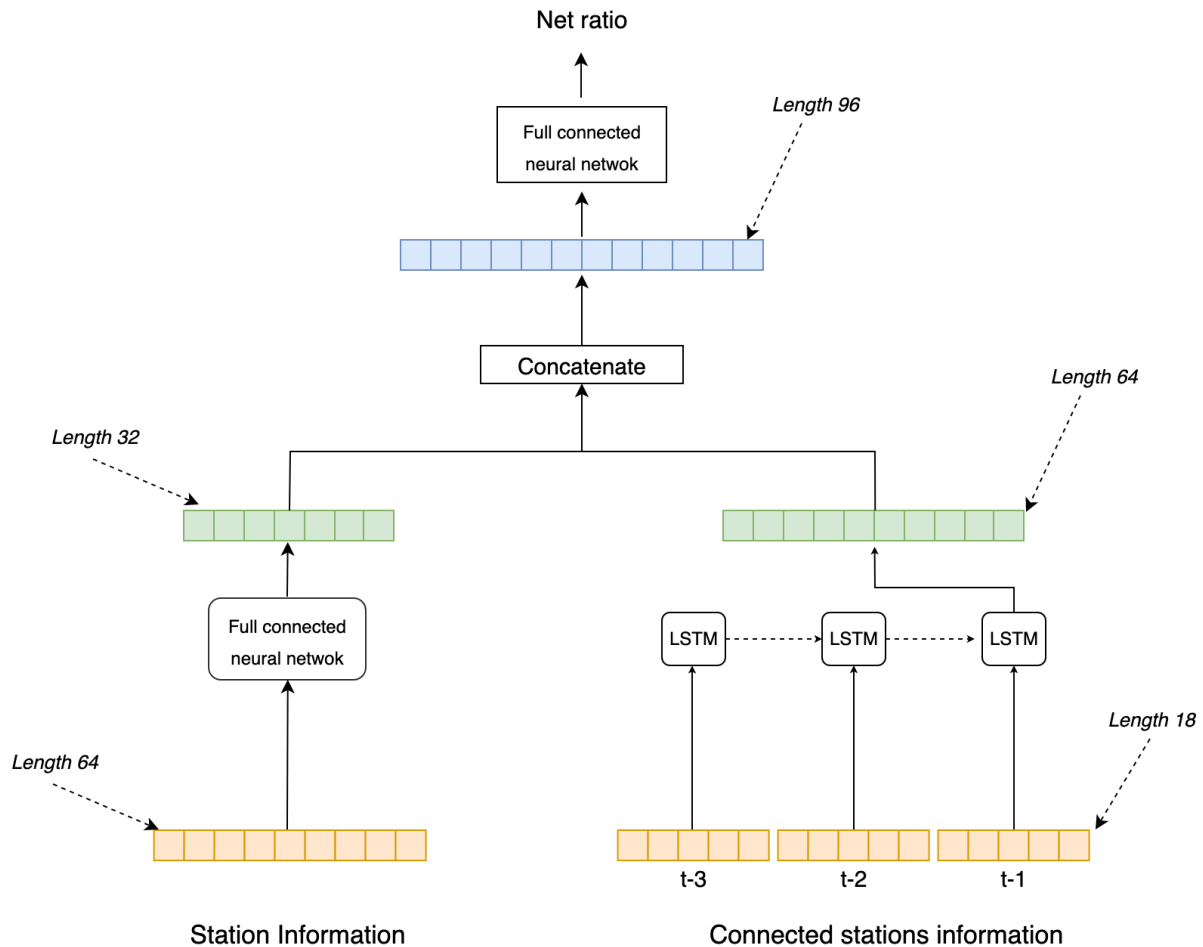 Net ratio
Length 96
Full connected
neural netwok
Concatenate
Length 64
Length 32
Full connected
neural netwok
LSTM
LSTM
LSTM
Length 18
Length 64
t-3
t-2
t-1
Station Information
Connected stations information